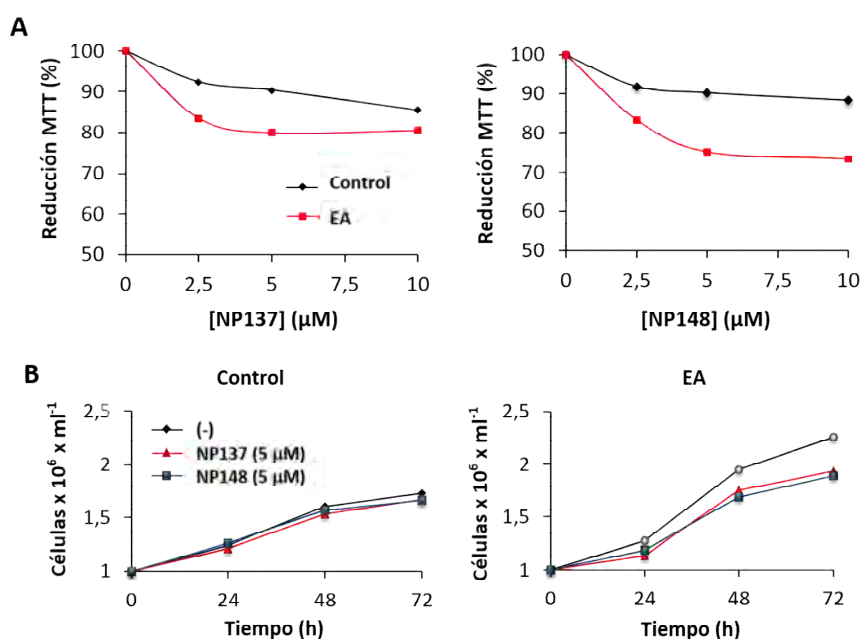 A
Reducción MTT (%)
100
90
80
70
60
50
Control
EA
0
2,5
5
7,5
10
[NP137] (µM)
Reducción MTT (%)
100
90
80
70
60
50
0
2,5
5
7,5
10
[NP148] (µM)
B
Control
Células x 10⁶ x ml⁻¹
2,5
2
1,5
1
(-)
NP137 (5 µM)
NP148 (5 µM)
0
24
48
72
Tiempo (h)
EA
Células x 10⁶ x ml⁻¹
2,5
2
1,5
1
0
24
48
72
Tiempo (h)